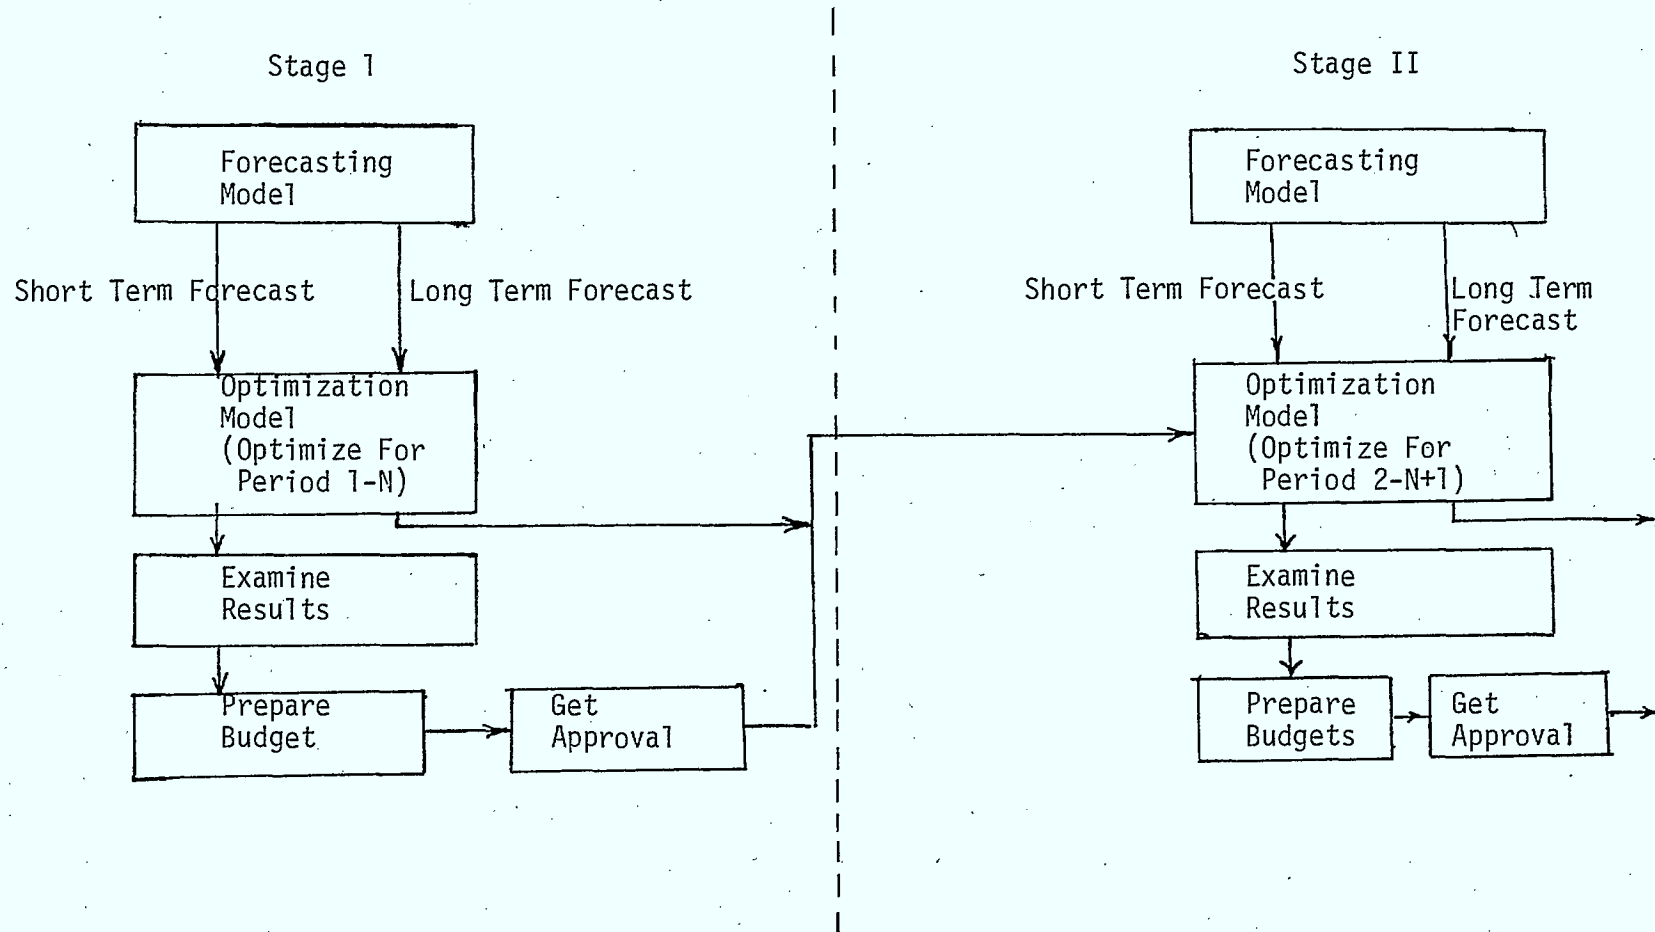 Stage 1
Forecasting
Model
Short Term Forecast
Long Term Forecast
Optimization
Model
(Optimize For
Period 1-N)
Examine
Results
Prepare
Budget
Get
Approval
Stage II
Forecasting
Model
Short Term Forecast
Long Term
Forecast
Optimization
Model
(Optimize For
Period 2-N+1)
Examine
Results
Prepare
Budgets
Get
Approval